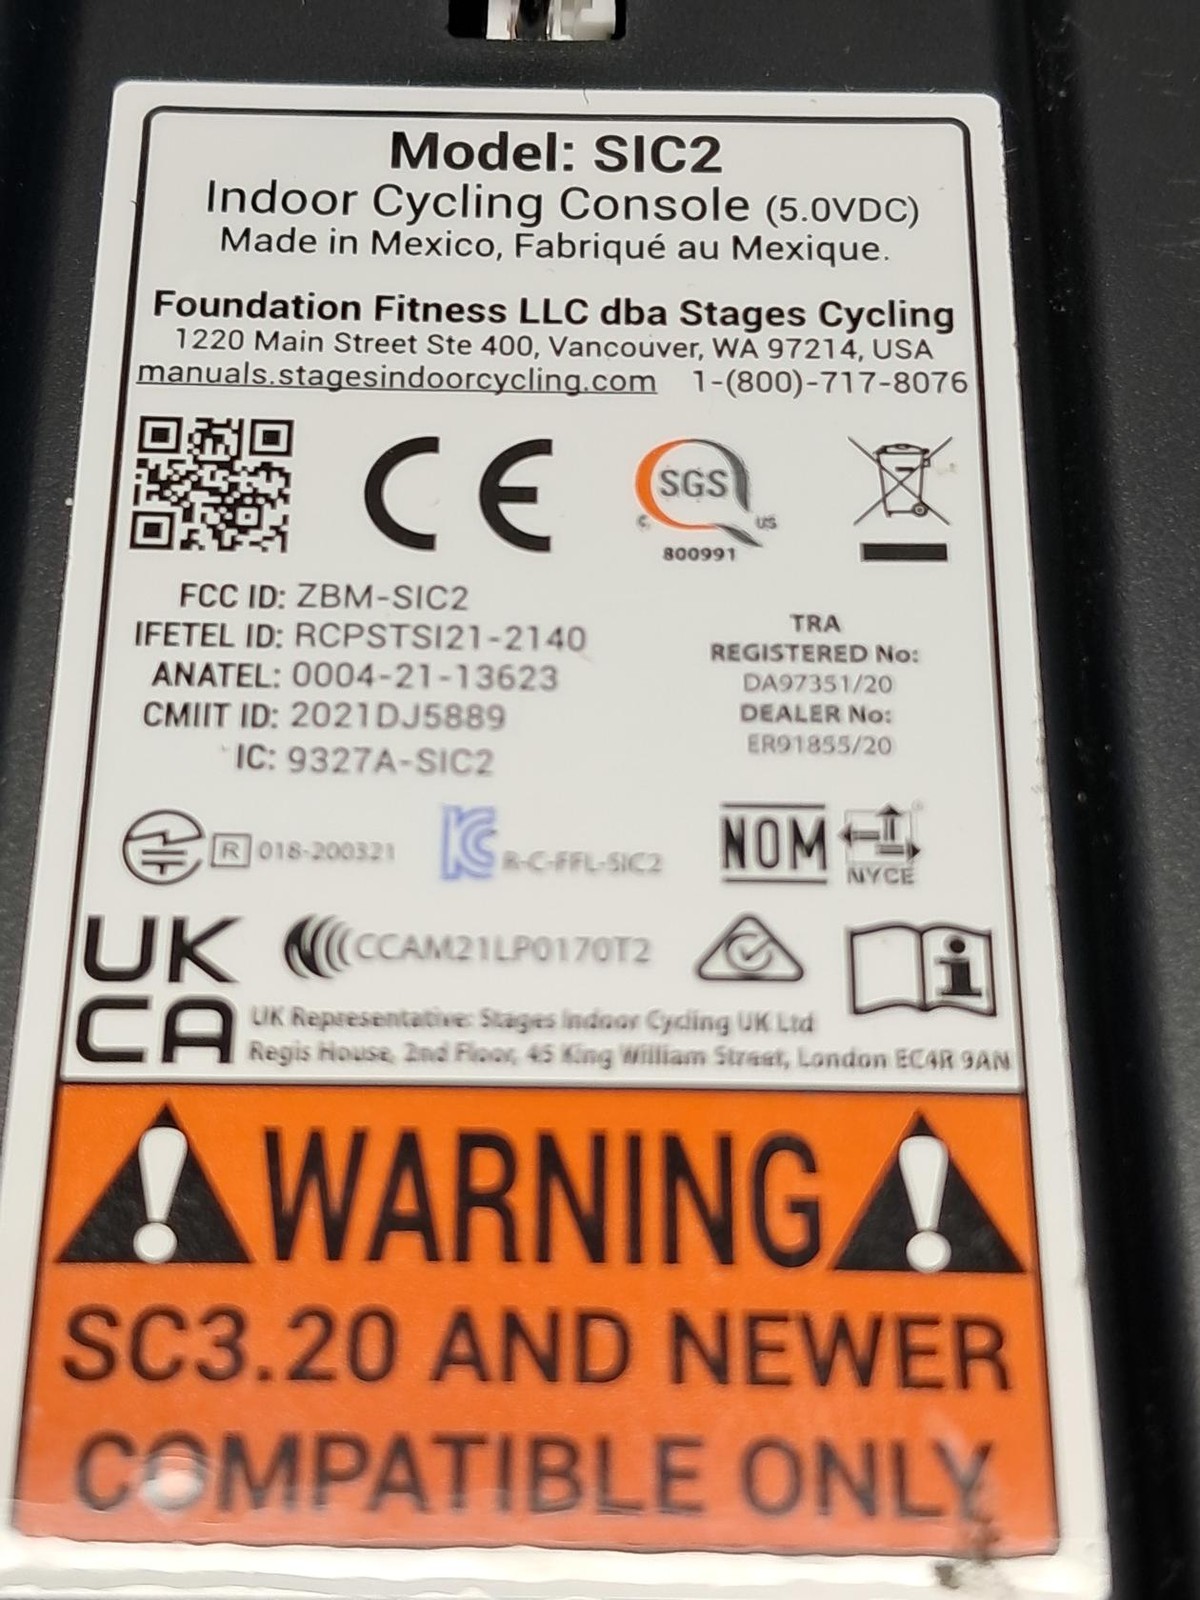 Model: SIC2
Indoor Cycling Console (5.0VDC)
Made in Mexico, Fabriqué au Mexique.
Foundation Fitness LLC dba Stages Cycling
1220 Main Street Ste 400, Vancouver, WA 97214, USA
manuals.stagesindoorcycling.com 1-(800)-717-8076
CE
SGS
C US
800991
FCC ID: ZBM-SIC2
IFETEL ID: RCPSTSI21-2140
ANATEL: 0004-21-13623
CMIIT ID: 2021DJ5889
IC: 9327A-SIC2
TRA
REGISTERED No:
DA97351/20
DEALER No:
ER91855/20
R 018-200321
KC R-C-FFL-SIC2
NOM NYCE
UK
CA
CCAM21LP0170T2
UK Representative: Stages Indoor Cycling UK Ltd
Regis House, 2nd Floor, 45 King William Street, London EC4R 9AN
WARNING
SC3.20 AND NEWER
COMPATIBLE ONLY